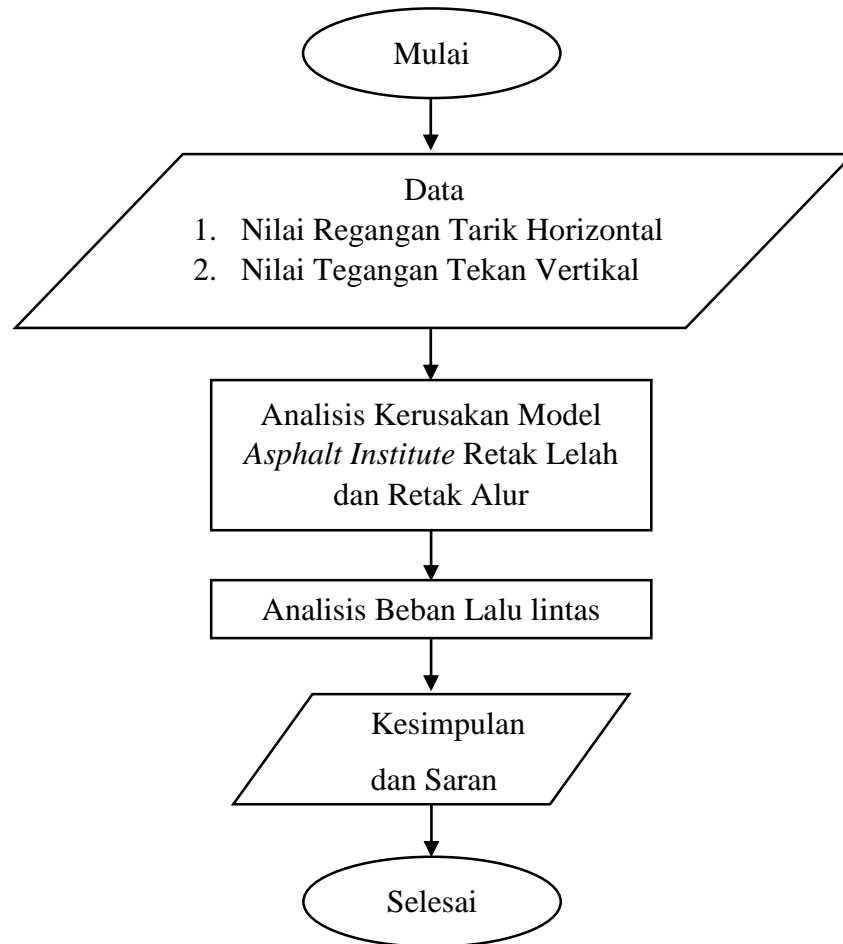 Mulai
Data
1. Nilai Regangan Tarik Horizontal
2. Nilai Tegangan Tekan Vertikal
Analisis Kerusakan Model
Asphalt Institute Retak Lelah
dan Retak Alur
Analisis Beban Lalu lintas
Kesimpulan
dan Saran
Selesai